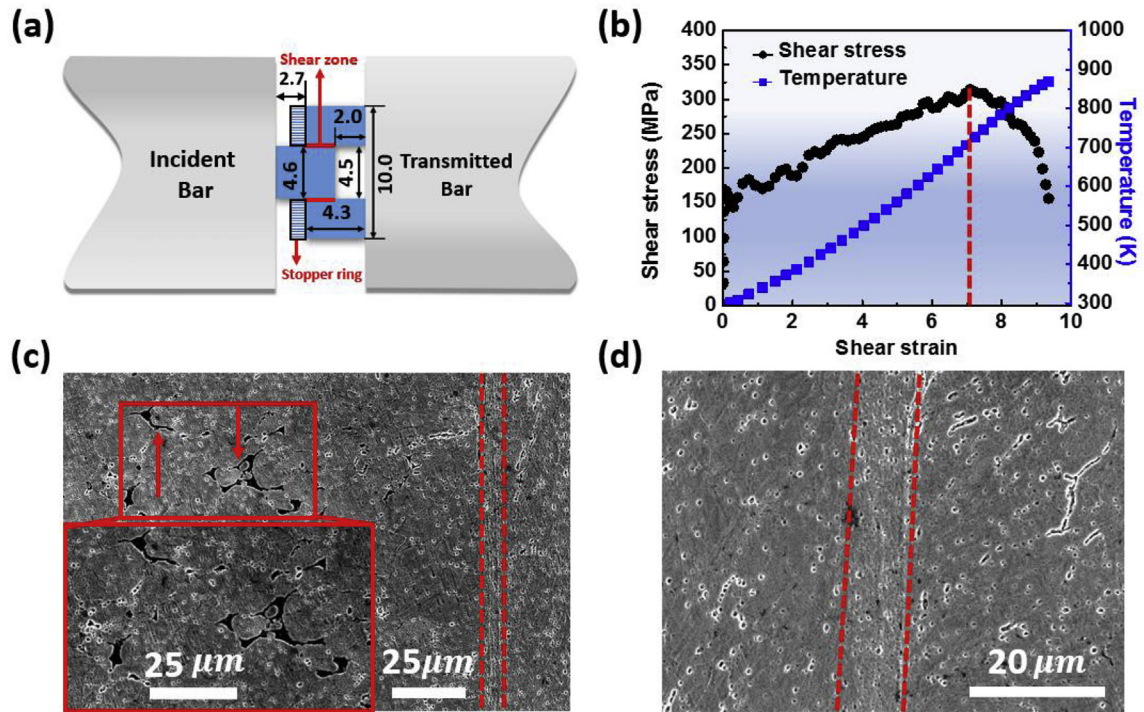 (a)
Shear zone
2.7
2.0
Incident
Bar
4.6
4.5
10.0
Transmitted
Bar
4.3
Stopper ring
(b)
400
350
300
250
200
150
100
50
0
Shear stress (MPa)
Shear stress
Temperature
1000
900
800
700
600
500
400
300
Temperature (K)
0 2 4 6 8 10
Shear strain
(c)
25 μm
25μm
(d)
20 μm